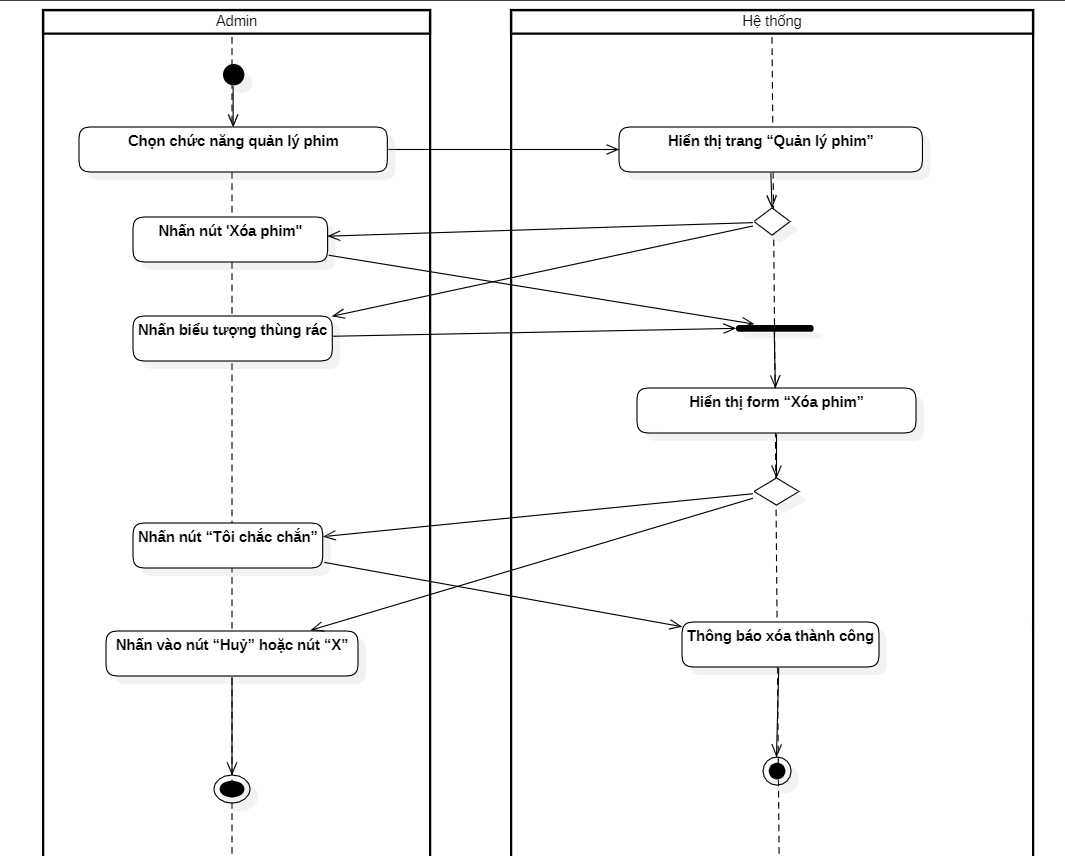 Admin
Hệ thống
Chọn chức năng quản lý phim
Hiển thị trang “Quản lý phim”
Nhấn nút 'Xóa phim"
Nhấn biểu tượng thùng rác
Hiển thị form “Xóa phim”
Nhấn nút “Tôi chắc chắn”
Thông báo xóa thành công
Nhấn vào nút “Huỷ” hoặc nút “X”